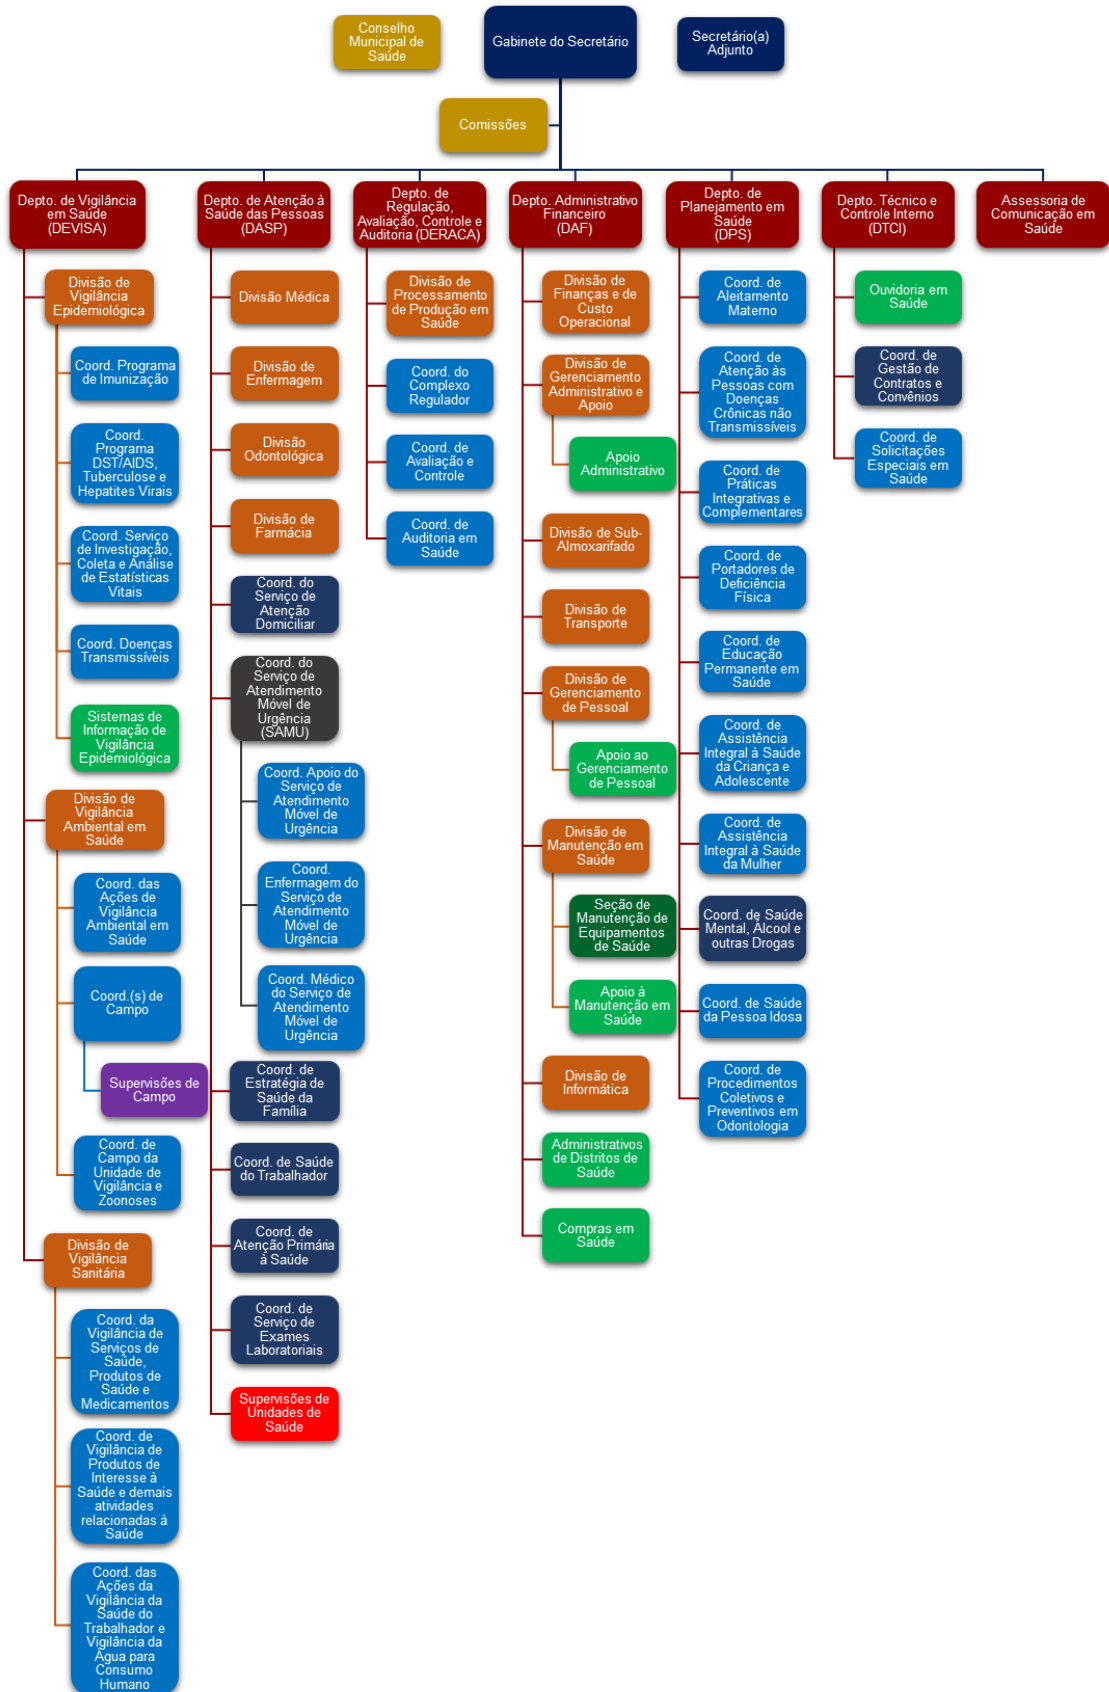 Conselho
Municipal de
Saúde
Gabinete do Secretário
Secretário(a)
Adjunto
Comissões
Depto. de Vigilância
em Saúde
(DEVISA)
Divisão de
Vigilância
Epidemiológica
Coord. Programa
de Imunização
Coord.
Programa
DST/AIDS,
Tuberculose e
Hepatites Virais
Coord. Serviço
de Investigação,
Coleta e Análise
de Estatísticas
Vitais
Coord. Doenças
Transmissíveis
Sistemas de
Informação de
Vigilância
Epidemiológica
Divisão de
Vigilância
Ambiental em
Saúde
Coord. das
Ações de
Vigilância
Ambiental em
Saúde
Coord.(s) de
Campo
Supervisões de
Campo
Coord. de
Campo da
Unidade de
Vigilância e
Zoonoses
Divisão de
Vigilância
Sanitária
Coord. da
Vigilância de
Serviços de
Saúde,
Produtos de
Saúde e
Medicamentos
Coord. de
Vigilância de
Produtos de
Interesse à
Saúde e demais
atividades
relacionadas à
Saúde
Coord. das
Ações da
Vigilância da
Saúde do
Trabalhador e
Vigilância da
Água para
Consumo
Humano
Depto. de Atenção à
Saúde das Pessoas
(DASP)
Divisão Médica
Divisão de
Enfermagem
Divisão
Odontológica
Divisão de
Farmácia
Coord. do
Serviço de
Atenção
Domiciliar
Coord. do
Serviço de
Atendimento
Móvel de
Urgência
(SAMU)
Coord. Apoio do
Serviço de
Atendimento
Móvel de
Urgência
Coord.
Enfermagem do
Serviço de
Atendimento
Móvel de
Urgência
Coord. Médico
do Serviço de
Atendimento
Móvel de
Urgência
Coord. de
Estratégia de
Saúde da
Família
Coord. de Saúde
do Trabalhador
Coord. de
Atenção Primária
à Saúde
Coord. de
Serviço de
Exames
Laboratoriais
Supervisões de
Unidades de
Saúde
Depto. de
Regulação,
Avaliação, Controle e
Auditoria (DERACA)
Divisão de
Processamento
de Produção em
Saúde
Coord. do
Complexo
Regulador
Coord. de
Avaliação e
Controle
Coord. de
Auditoria em
Saúde
Depto. Administrativo
Financeiro
(DAF)
Divisão de
Finanças e de
Custo
Operacional
Divisão de
Gerenciamento
Administrativo e
Apoio
Apoio
Administrativo
Divisão de Sub-
Almoxarifado
Divisão de
Transporte
Divisão de
Gerenciamento
de Pessoal
Apoio ao
Gerenciamento
de Pessoal
Divisão de
Manutenção em
Saúde
Seção de
Manutenção de
Equipamentos
de Saúde
Apoio à
Manutenção em
Saúde
Divisão de
Informática
Administrativos
de Distritos de
Saúde
Compras em
Saúde
Depto. de
Planejamento em
Saúde
(DPS)
Coord. de
Aleitamento
Materno
Coord. de
Atenção às
Pessoas com
Doenças
Crônicas não
Transmissíveis
Coord. de
Práticas
Integrativas e
Complementares
Coord. de
Portadores de
Deficiência
Física
Coord. de
Educação
Permanente em
Saúde
Coord. de
Assistência
Integral à Saúde
da Criança e
Adolescente
Coord. de
Assistência
Integral à Saúde
da Mulher
Coord. de Saúde
Mental, Álcool e
outras Drogas
Coord. de Saúde
da Pessoa Idosa
Coord. de
Procedimentos
Coletivos e
Preventivos em
Odontologia
Depto. Técnico e
Controle Interno
(DTCI)
Ouvidoria em
Saúde
Coord. de
Gestão de
Contratos e
Convênios
Coord. de
Solicitações
Especiais em
Saúde
Assessoria de
Comunicação em
Saúde